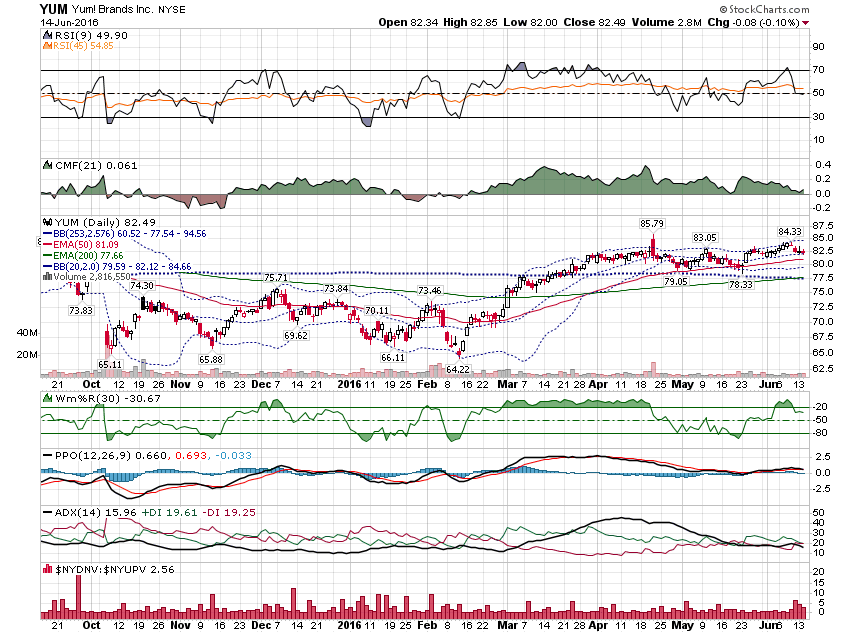 YUM Yum! Brands Inc. NYSE
© StockCharts.com
14-Jun-2016 Open 82.34 High 82.85 Low 82.00 Close 82.49 Volume 2.8M Chg -0.08 (-0.10%)
RSI(9) 49.90
RSI(45) 54.85
90
70
50
30
10
CMF(21) 0.061
0.4
0.2
0.0
-0.2
YUM (Daily) 82.49
BB(253,2.576) 60.52 - 77.54 - 94.56
EMA(50) 81.09
EMA(200) 77.66
BB(20,2.0) 79.59 - 82.12 - 84.66
Volume 2,816,550
85.79
83.05
84.33
79.05
78.33
73.83
74.30
75.71
73.84
73.46
70.11
69.62
65.11
65.88
66.11
64.22
87.5
85.0
82.5
80.0
77.5
75.0
72.5
70.0
67.5
65.0
62.5
40M
20M
21 Oct 12 19 26 Nov 9 16 23 Dec 7 14 21 2016 11 19 25 Feb 8 16 22 Mar 7 14 21 28 Apr 11 18 25 May 9 16 23 Jun 6 13
Wm%R(30) -30.67
-20
-50
-80
PPO(12,26,9) 0.660, 0.693, -0.033
2.5
0.0
-2.5
ADX(14) 15.96 +DI 19.61 -DI 19.25
50
40
30
20
10
$NYDNV:$NYUPV 2.56
20
15
10
5
0
21 Oct 12 19 26 Nov 9 16 23 Dec 7 14 21 2016 11 19 25 Feb 8 16 22 Mar 7 14 21 28 Apr 11 18 25 May 9 16 23 Jun 6 13